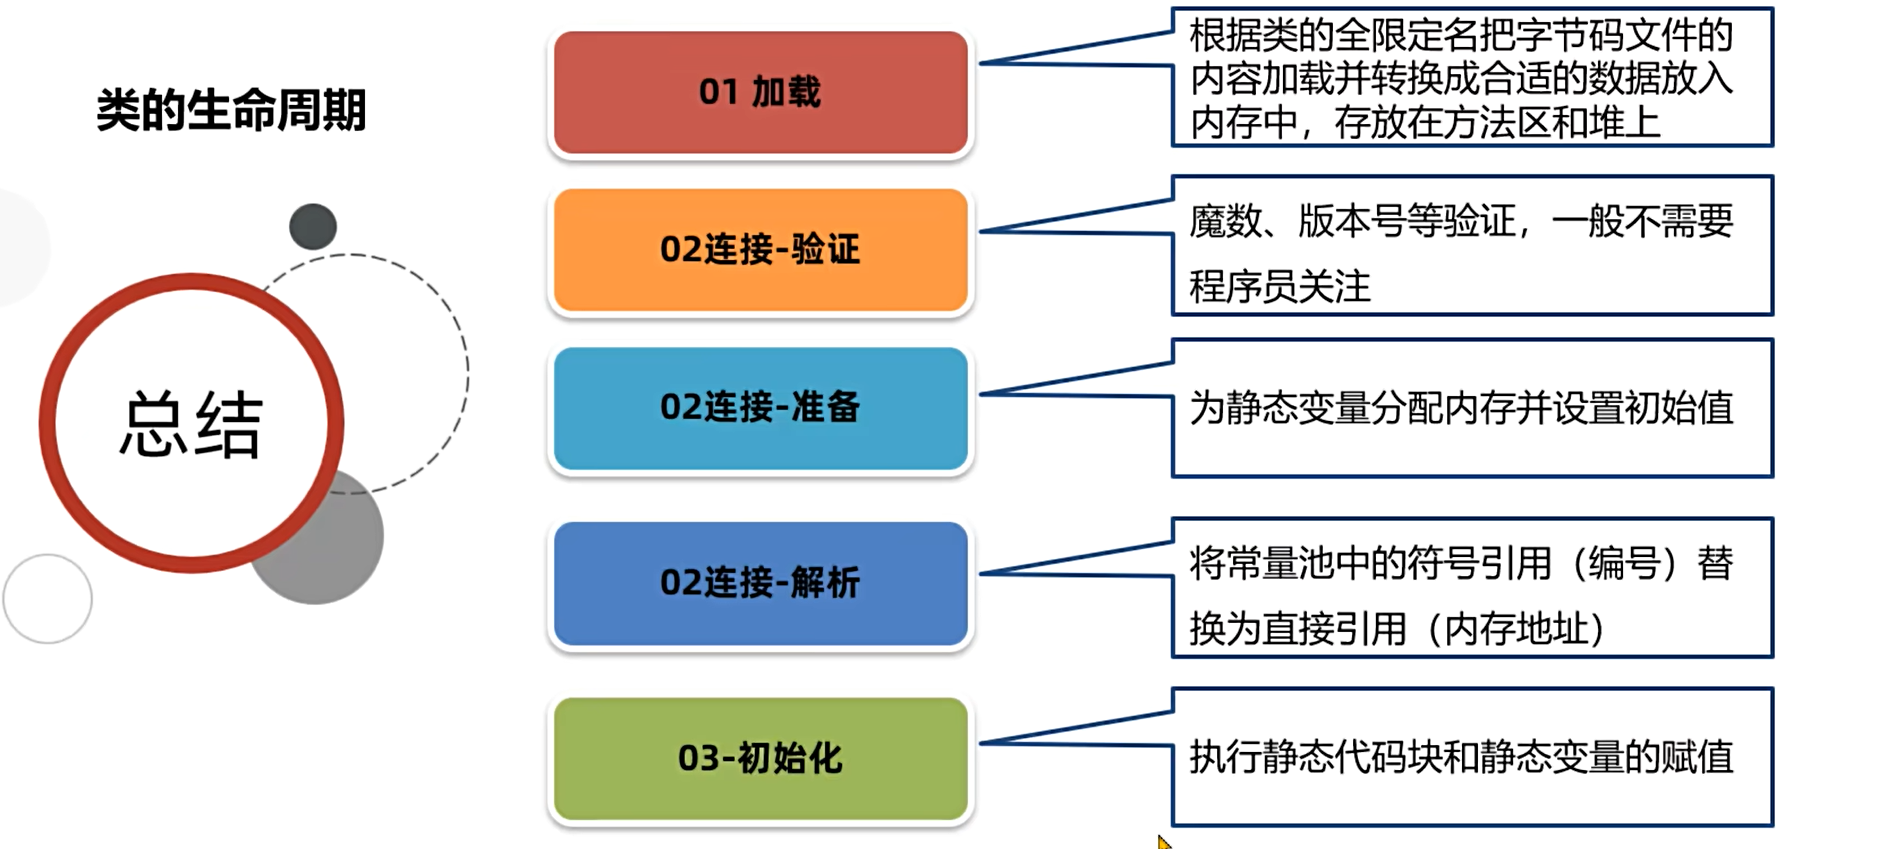 类的生命周期
总结
01 加载
根据类的全限定名把字节码文件的
内容加载并转换成合适的数据放入
内存中，存放在方法区和堆上
02连接-验证
魔数、版本号等验证，一般不需要
程序员关注
02连接-准备
为静态变量分配内存并设置初始值
02连接-解析
将常量池中的符号引用（编号）替
换为直接引用（内存地址）
03-初始化
执行静态代码块和静态变量的赋值